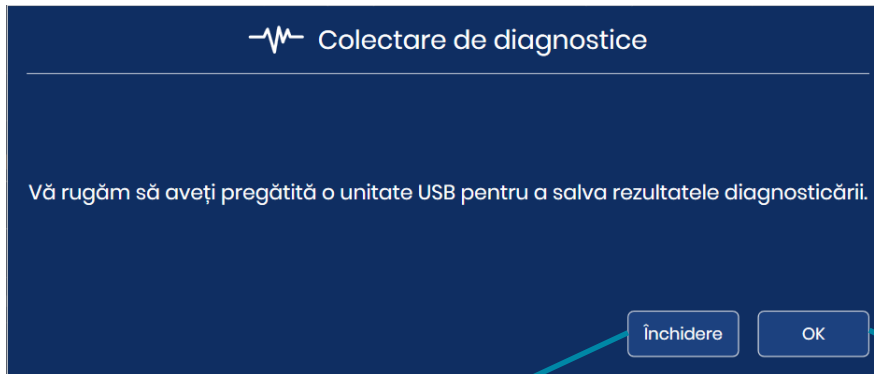 Colectare de diagnostice
Vă rugăm să aveți pregătită o unitate USB pentru a salva rezultatele diagnosticării.
Închidere
OK